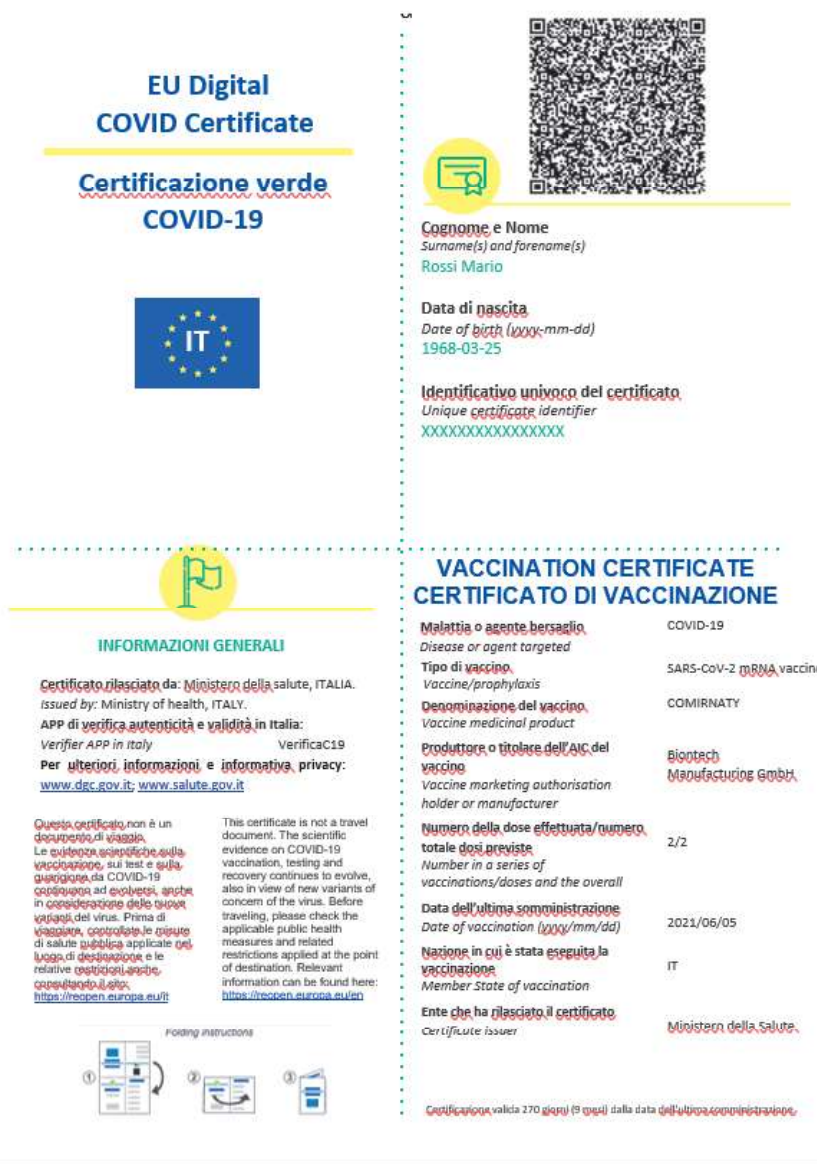 EU Digital
COVID Certificate
Certificazione verde
COVID-19
IT
Cognome e Nome
Surname(s) and forename(s)
Rossi Mario
Data di nascita
Date of birth (yyyy-mm-dd)
1968-03-25
Identificativo univoco del certificato
Unique certificate identifier
XXXXXXXXXXXXXXXX
INFORMAZIONI GENERALI
Certificato rilasciato da: Ministero della salute, ITALIA.
Issued by: Ministry of health, ITALY.
APP di verifica autenticità e validità in Italia:
Verifier APP in Italy VerificaC19
Per ulteriori informazioni e informativa privacy:
www.dgc.gov.it; www.salute.gov.it
Questo certificato non è un
documento di viaggio.
Le evidenze scientifiche sulla
vaccinazione, sui test e sulla
guarigione da COVID-19
continuano ad evolversi, anche
in considerazione delle nuove
varianti del virus. Prima di
viaggiare, controllate le misure
di salute pubblica applicate nel
luogo di destinazione e le
relative restrizioni anche
consultando il sito:
https://reopen.europa.eu/it
This certificate is not a travel
document. The scientific
evidence on COVID-19
vaccination, testing and
recovery continues to evolve,
also in view of new variants of
concern of the virus. Before
traveling, please check the
applicable public health
measures and related
restrictions applied at the point
of destination. Relevant
information can be found here:
https://reopen.europa.eu/en
Folding instructions
1
2
3
VACCINATION CERTIFICATE
CERTIFICATO DI VACCINAZIONE
Malattia o agente bersaglio COVID-19
Disease or agent targeted
Tipo di vaccino SARS-CoV-2 mRNA vaccin
Vaccine/prophylaxis
Denominazione del vaccino COMIRNATY
Vaccine medicinal product
Produttore o titolare dell'AIC del
vaccino
Biontech
Manufacturing GmbH
Vaccine marketing authorisation
holder or manufacturer
Numero della dose effettuata/numero
totale dosi previste 2/2
Number in a series of
vaccinations/doses and the overall
Data dell'ultima somministrazione
Date of vaccination (yyyy/mm/dd) 2021/06/05
Nazione in cui è stata eseguita la
vaccinazione IT
Member State of vaccination
Ente che ha rilasciato il certificato
Certificate issuer Ministero della Salute
Certificazione valida 270 giorni (9 mesi) dalla data dell'ultima somministrazione